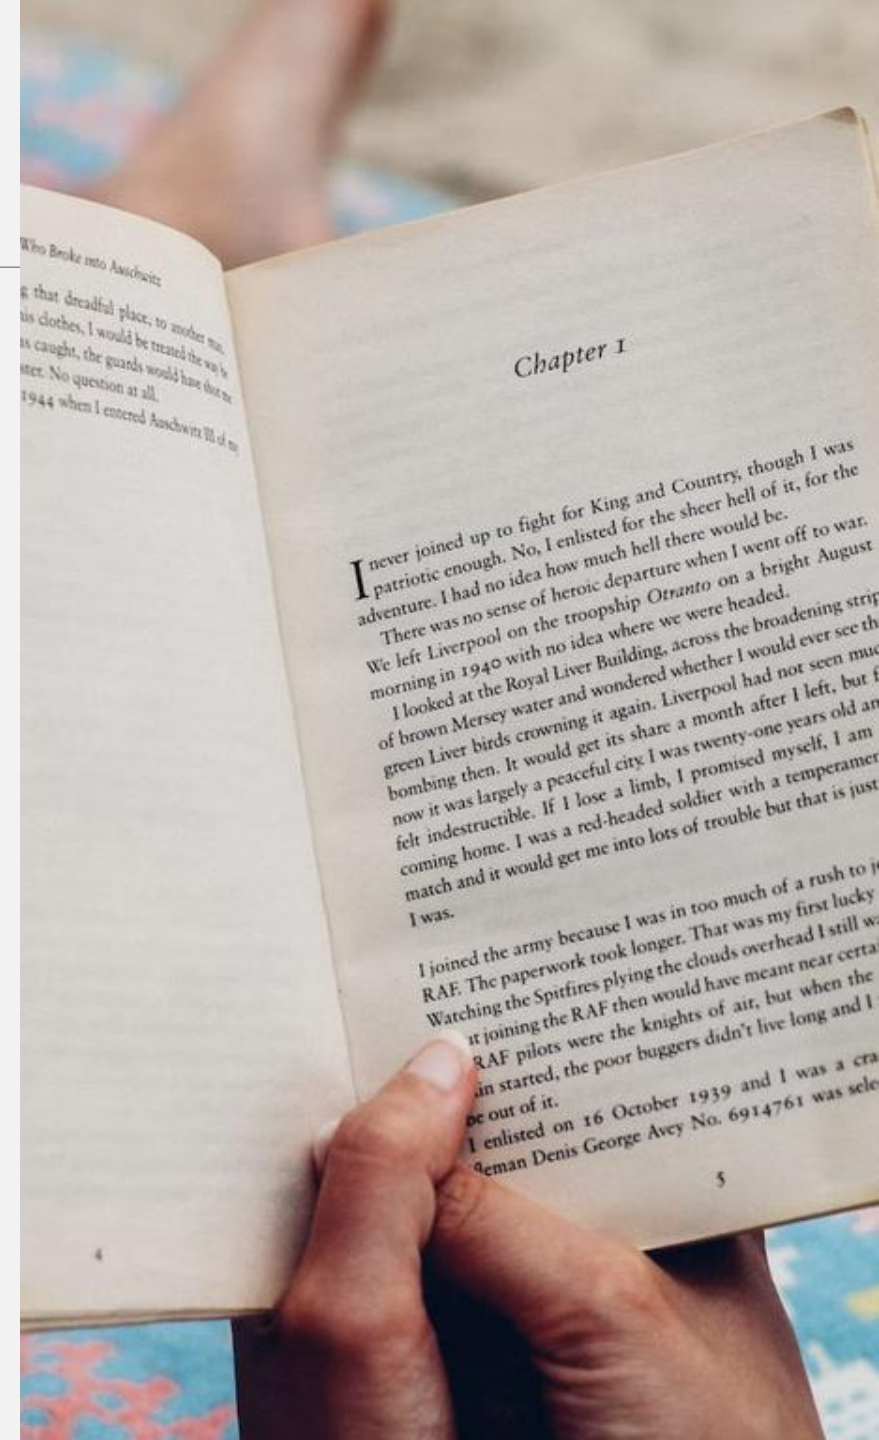 Who Broke into Auschwitz
that dreadful place, to another man,
his clothes, I would be treated the way he
caught, the guards would have shot me
No question at all.
1944 when I entered Auschwitz III of my
4
Chapter 1
I never joined up to fight for King and Country, though I was
patriotic enough. No, I enlisted for the sheer hell of it, for the
adventure. I had no idea how much hell there would be.
There was no sense of heroic departure when I went off to war.
We left Liverpool on the troopship Otranto on a bright August
morning in 1940 with no idea where we were headed.
I looked at the Royal Liver Building, across the broadening strip
of brown Mersey water and wondered whether I would ever see the
green Liver birds crowning it again. Liverpool had not seen much
bombing then. It would get its share a month after I left, but f
now it was largely a peaceful city. I was twenty-one years old an
felt indestructible. If I lose a limb, I promised myself, I am
coming home. I was a red-headed soldier with a temperamen
match and it would get me into lots of trouble but that is just
I was.
I joined the army because I was in too much of a rush to jo
RAF. The paperwork took longer. That was my first lucky
Watching the Spitfires plying the clouds overhead I still wa
ut joining the RAF then would have meant near certai
RAF pilots were the knights of air, but when the
in started, the poor buggers didn't live long and I
be out of it.
I enlisted on 16 October 1939 and I was a cra
fleman Denis George Avey No. 6914761 was sele
5